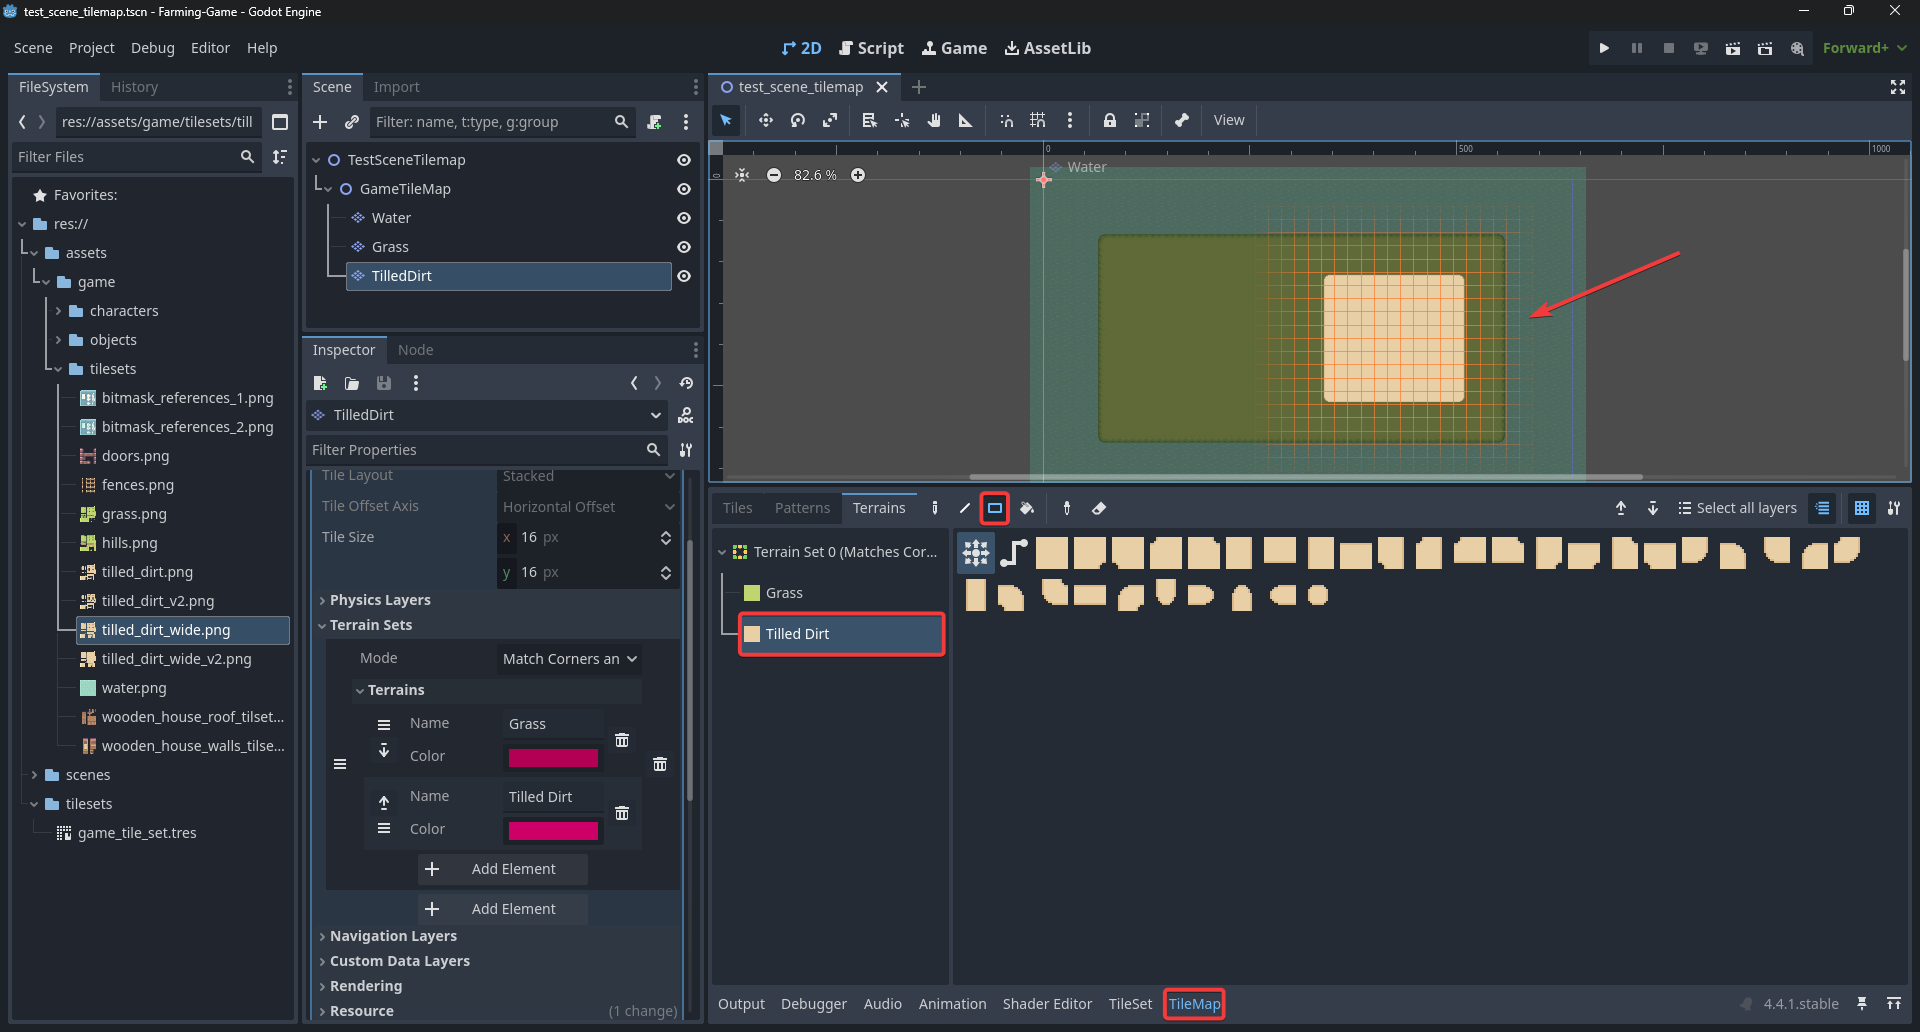 test_scene_tilemap.tscn - Farming-Game - Godot Engine
Scene Project Debug Editor Help
2D Script Game AssetLib
Forward+
FileSystem History
res://assets/game/tilesets/till
Filter Files
Favorites:
res://
assets
game
characters
objects
tilesets
bitmask_references_1.png
bitmask_references_2.png
doors.png
fences.png
grass.png
hills.png
tilled_dirt.png
tilled_dirt_v2.png
tilled_dirt_wide.png
tilled_dirt_wide_v2.png
water.png
wooden_house_roof_tilset...
wooden_house_walls_tilse...
scenes
tilesets
game_tile_set.tres
Scene Import
Filter: name, t:type, g:group
TestSceneTilemap
GameTileMap
Water
Grass
TilledDirt
Inspector Node
TilledDirt
DOC
Filter Properties
Tile Layout Stacked
Tile Offset Axis Horizontal Offset
Tile Size x 16 px
y 16 px
Physics Layers
Terrain Sets
Mode Match Corners an
Terrains
Name Grass
Color
Name Tilled Dirt
Color
Add Element
Add Element
Navigation Layers
Custom Data Layers
Rendering
Resource (1 change)
test_scene_tilemap
View
0 500 1000
0
82.6 %
Water
Tiles Patterns Terrains
Select all layers
Terrain Set 0 (Matches Cor...
Grass
Tilled Dirt
Output Debugger Audio Animation Shader Editor TileSet TileMap
4.4.1.stable